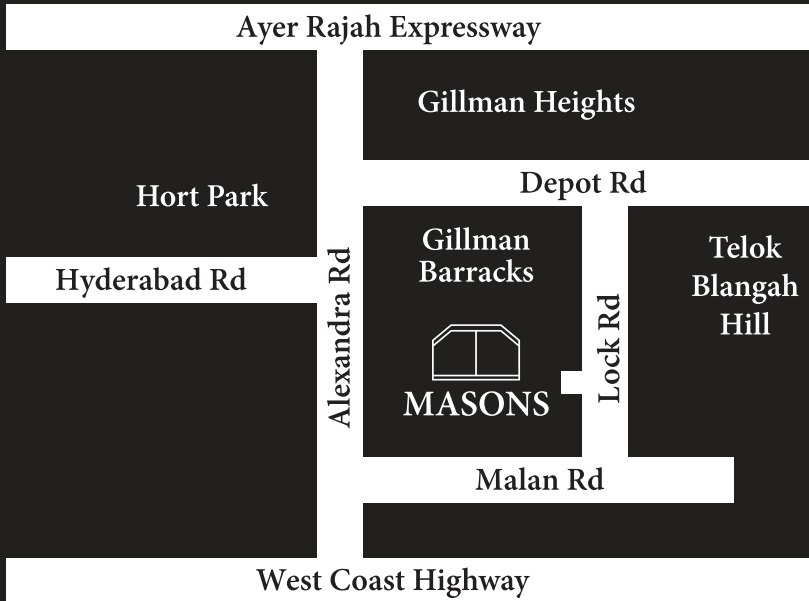 Ayer Rajah Expressway
Gillman Heights
Hort Park
Depot Rd
Gillman
Barracks
Telok
Blangah
Hill
Hyderabad Rd
Alexandra Rd
Lock Rd
MASONS
Malan Rd
West Coast Highway